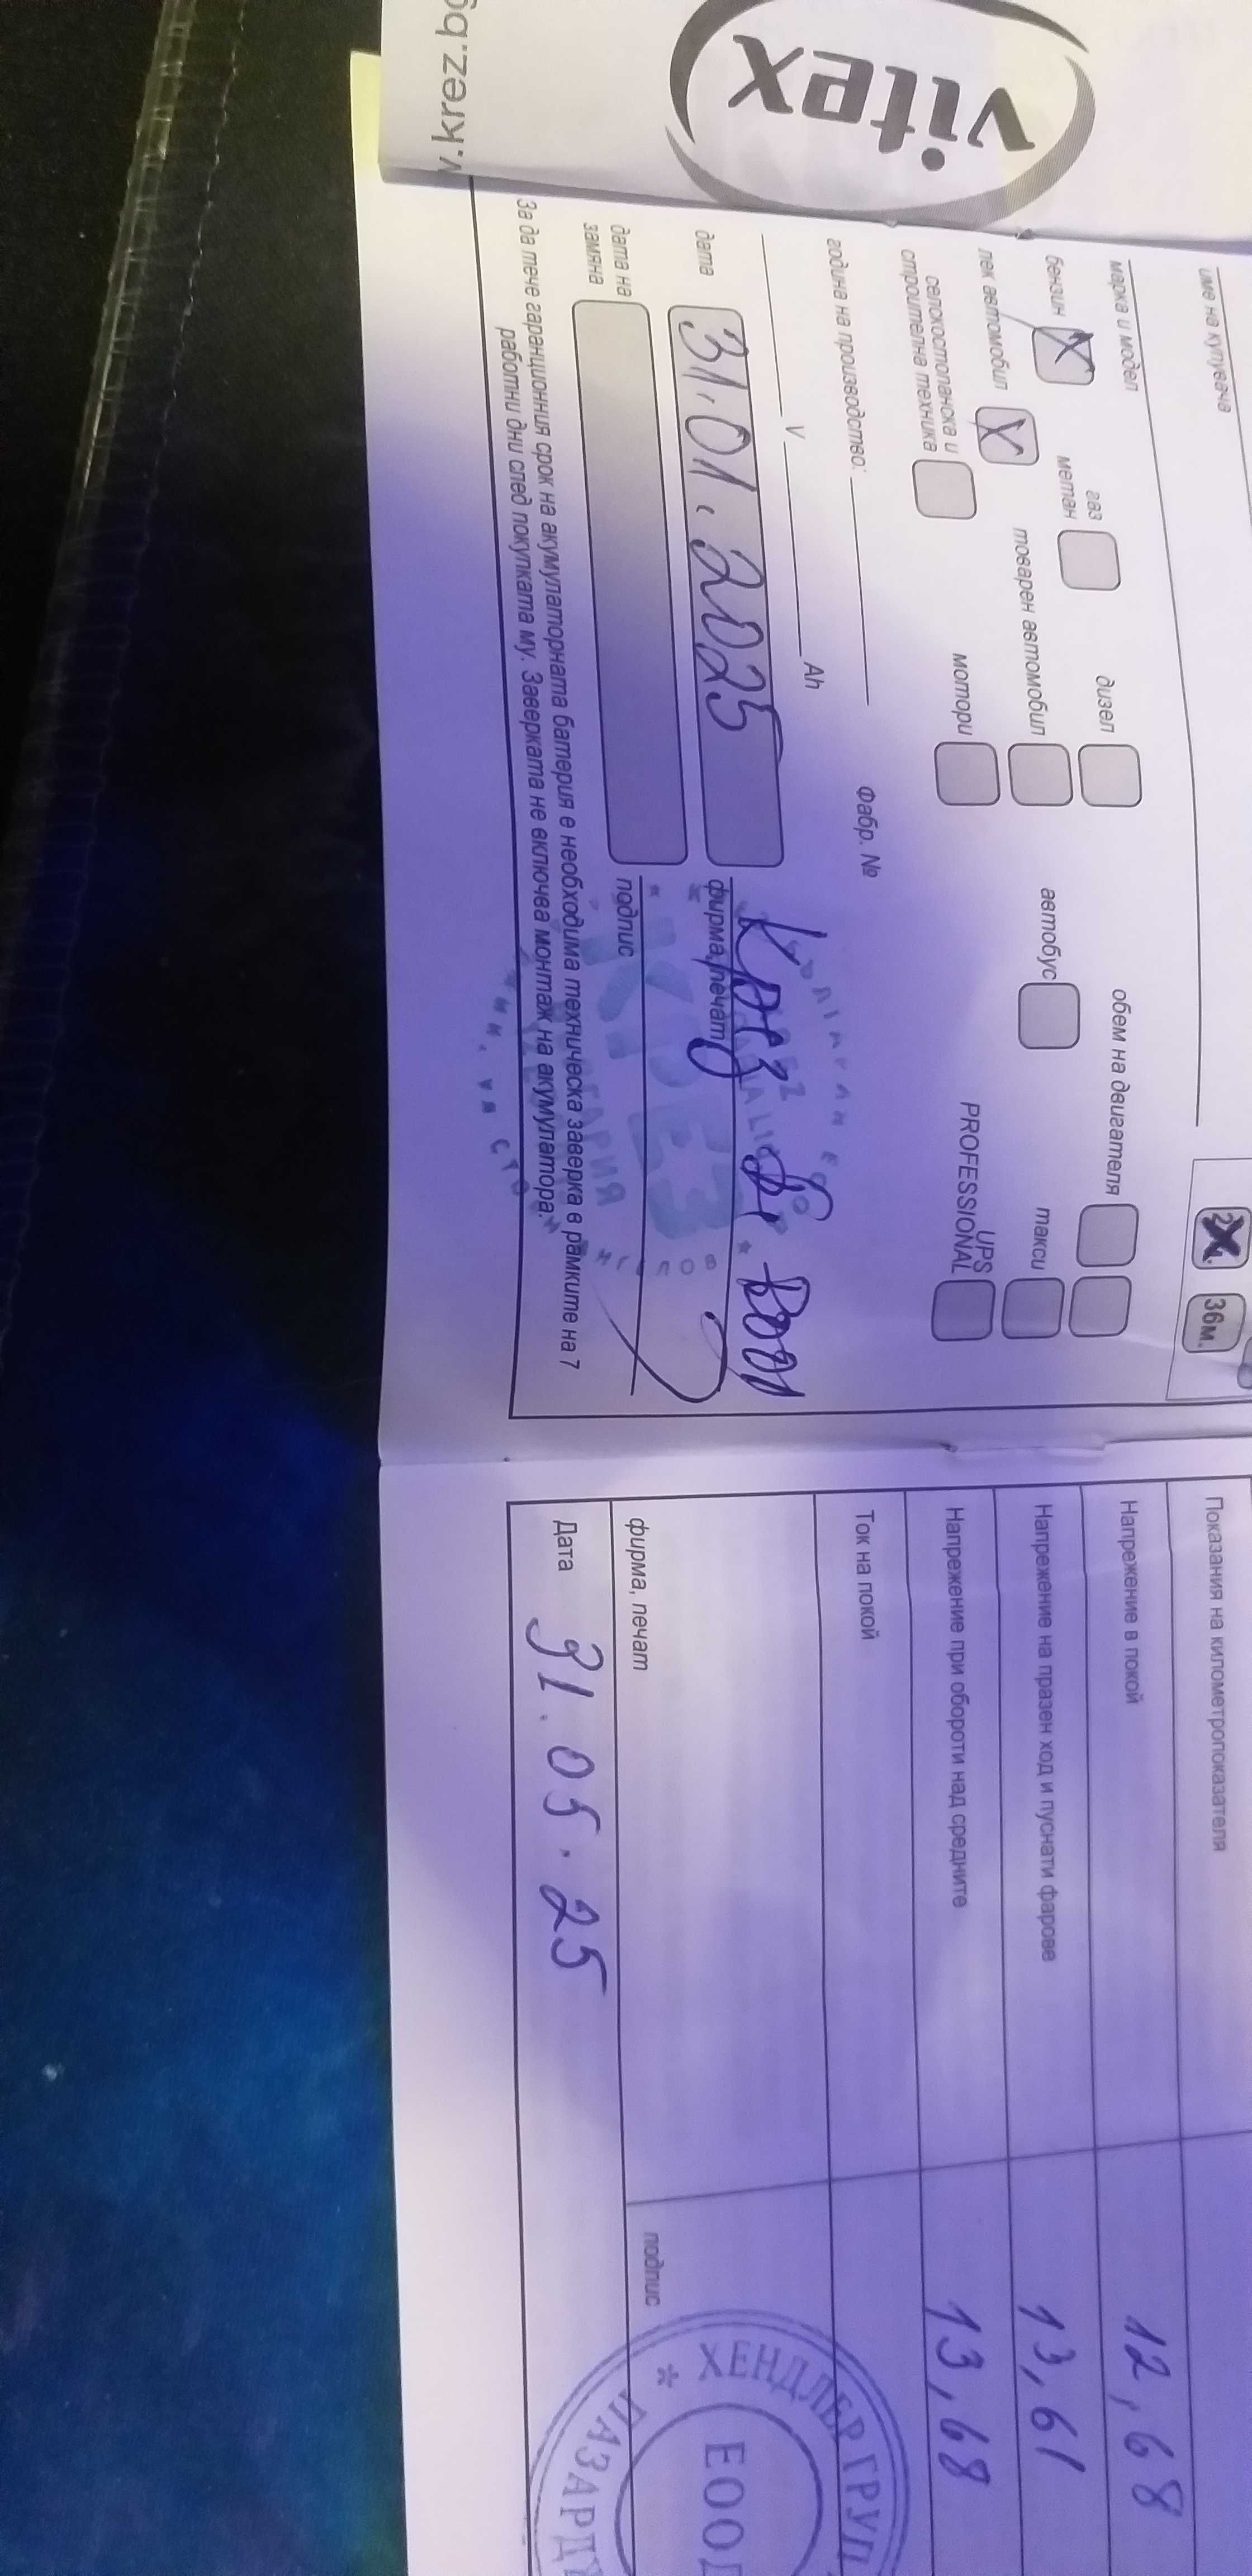 vitex
v.krez.bg
име на купувача
2 36м.
марка и модел
бензин X газ метан дизел обем на двигателя
лек автомобил X товарен автомобил автобус такси
селскостопанска и строителна техника мотори UPS PROFESSIONAL
година на производство: Фабр. №
V Ah
дата 31.01.2025 фирма, печат
дата на замяна подпис
КРЕЗ
За да тече гаранционния срок на акумулаторната батерия е необходима техническа заверка в рамките на 7
работни дни след покупката му. Заверката не включва монтаж на акумулатора.
Показания на километропоказателя
Напрежение в покой 12,68
Напрежение на празен ход и пуснати фарове 13,61
Напрежение при обороти над средните 13,68
Ток на покой
фирма, печат подпис
Дата 31.05.25
ХЕНДЛЕР ГРУП
ЕООД
* ПАЗАРД